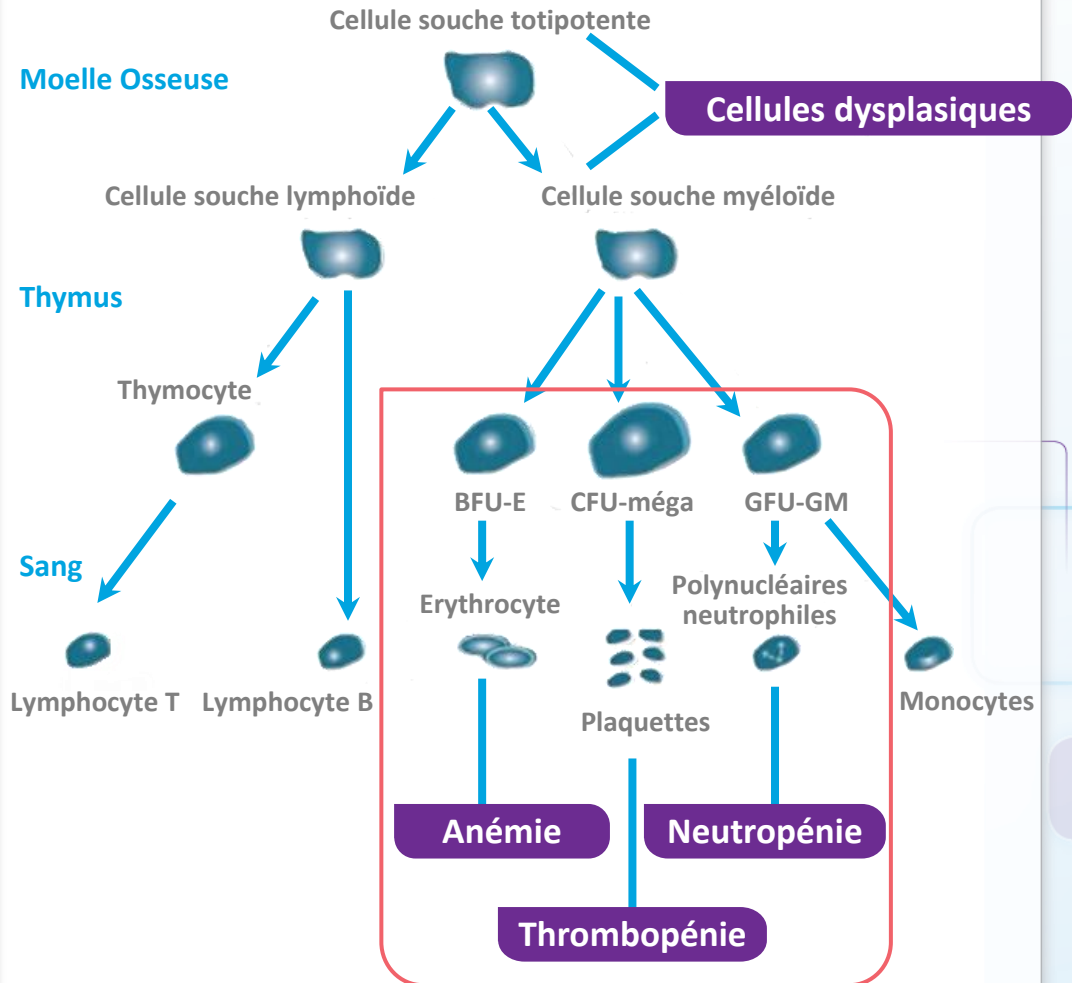 Cellule souche totipotente
Moelle Osseuse
Cellules dysplasiques
Cellule souche lymphoïde
Cellule souche myéloïde
Thymus
Thymocyte
BFU-E
CFU-méga
GFU-GM
Sang
Erythrocyte
Polynucléaires
neutrophiles
Lymphocyte T
Lymphocyte B
Plaquettes
Monocytes
Anémie
Neutropénie
Thrombopénie